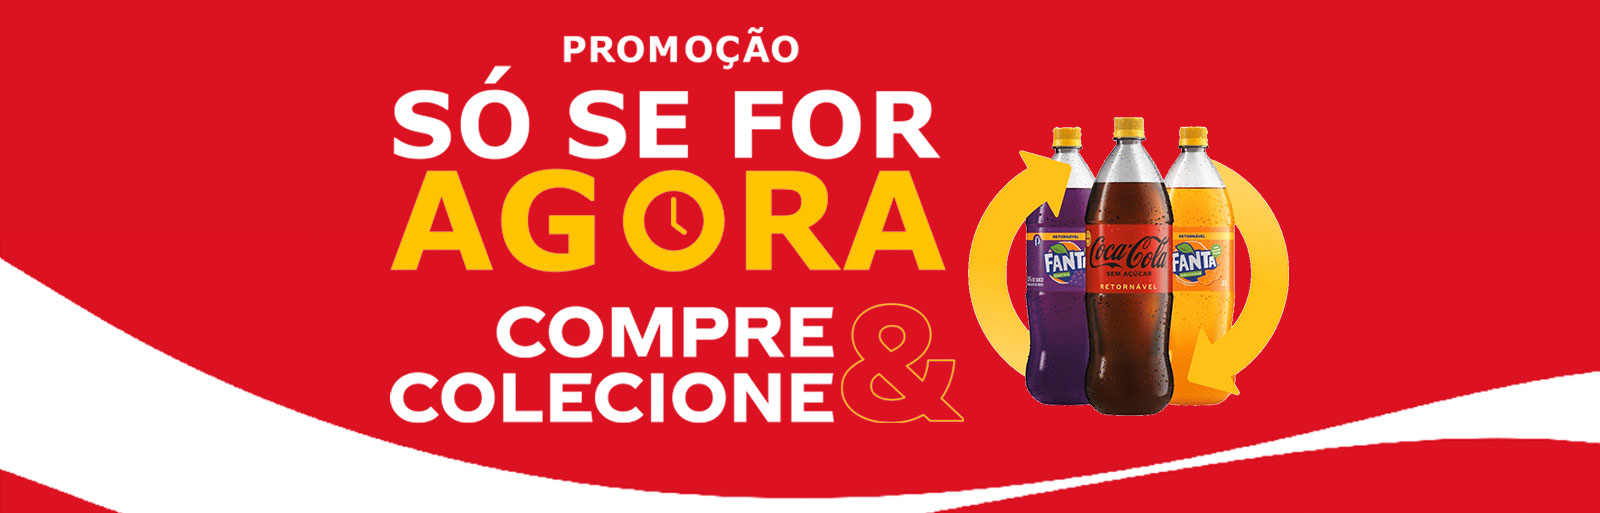 PROMOÇÃO
SÓ SE FOR
AGORA
COMPRE &
COLECIONE
RETORNÁVEL
FANTA
Coca-Cola
SEM AÇÚCAR
RETORNÁVEL
RETORNÁVEL
FANTA